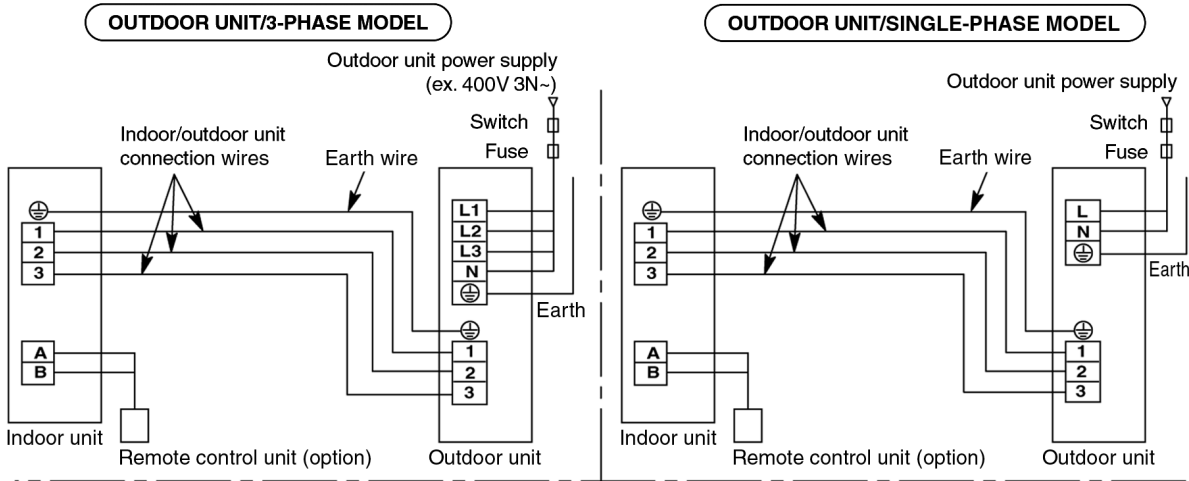 OUTDOOR UNIT/3-PHASE MODEL
Outdoor unit power supply
(ex. 400V 3N~)
Switch
Fuse
Indoor/outdoor unit
connection wires
Earth wire
1
2
3
A
B
L1
L2
L3
N
Earth
1
2
3
Indoor unit
Remote control unit (option)
Outdoor unit
OUTDOOR UNIT/SINGLE-PHASE MODEL
Outdoor unit power supply
Switch
Fuse
Indoor/outdoor unit
connection wires
Earth wire
1
2
3
A
B
L
N
Earth
1
2
3
Indoor unit
Remote control unit (option)
Outdoor unit